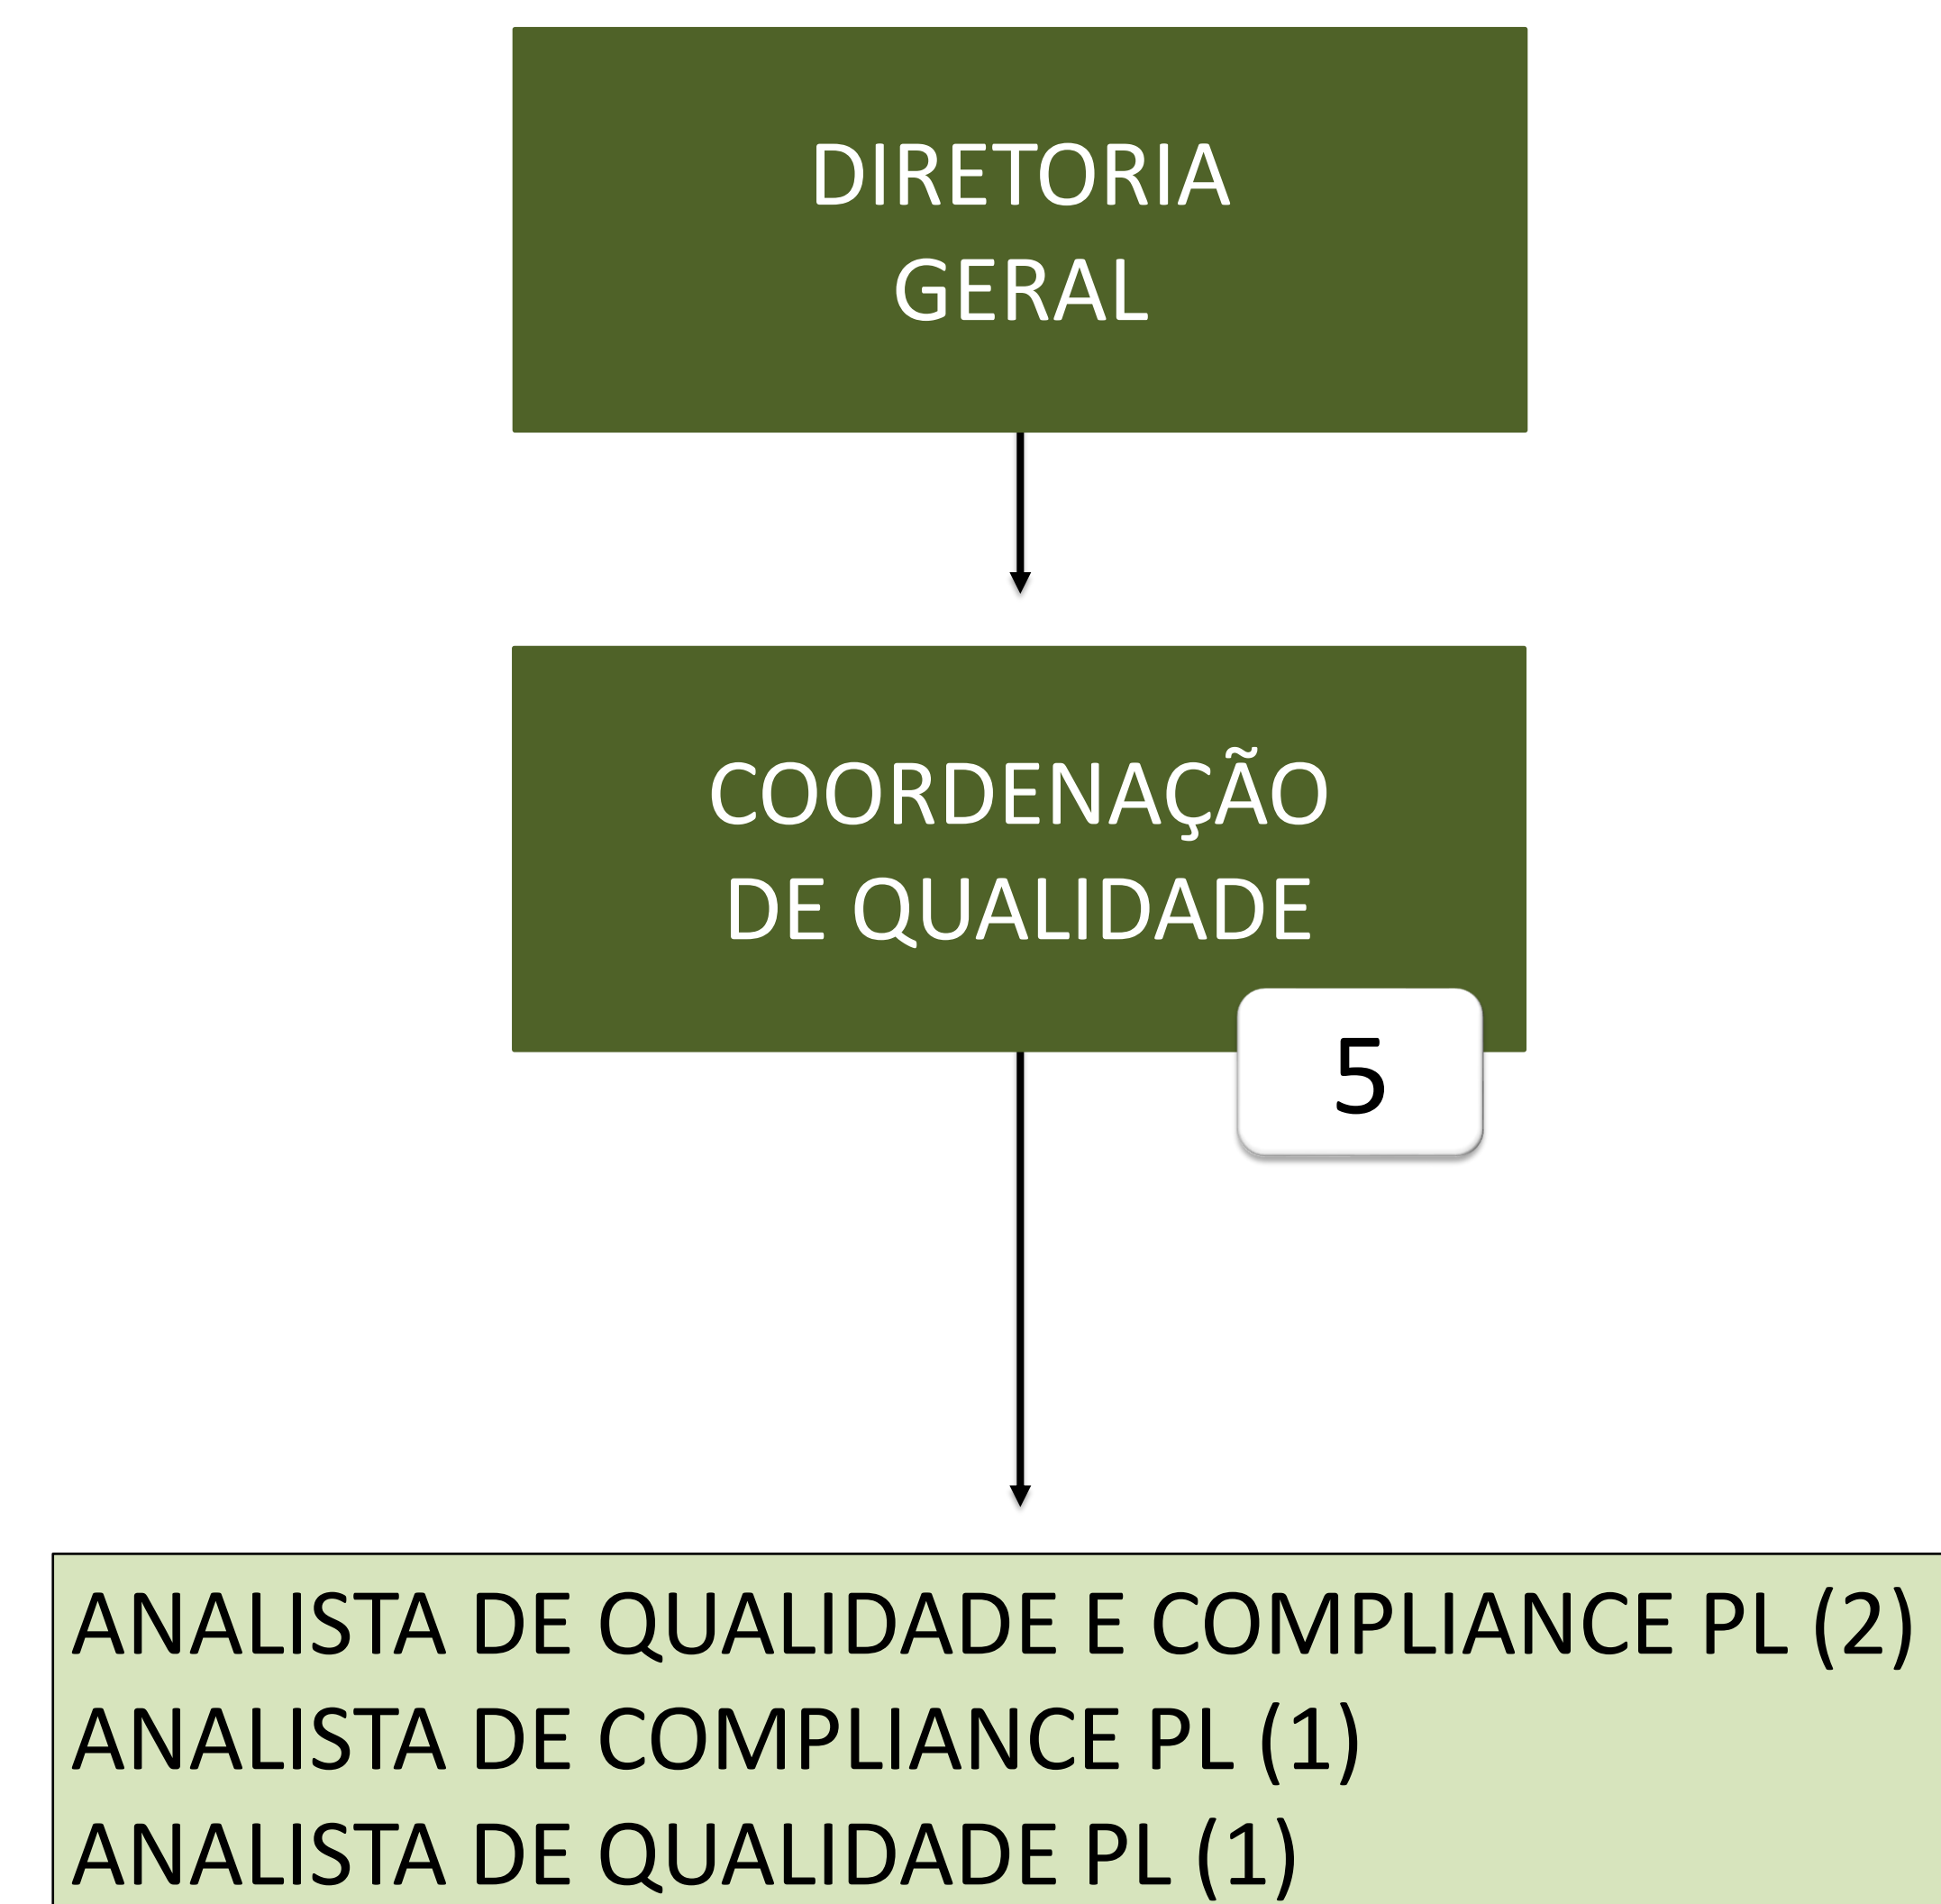 DIRETORIA
GERAL
COORDENAÇÃO
DE QUALIDADE
5
ANALISTA DE QUALIDADE E COMPLIANCE PL (2)
ANALISTA DE COMPLIANCE PL (1)
ANALISTA DE QUALIDADE PL (1)